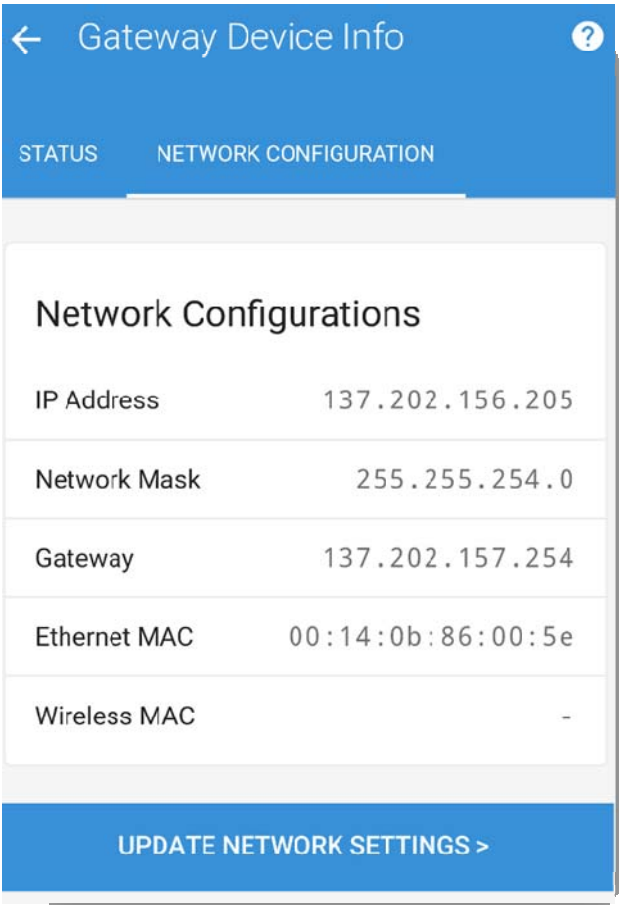 Gateway Device Info
?
STATUS NETWORK CONFIGURATION
Network Configurations
IP Address 137.202.156.205
Network Mask 255.255.254.0
Gateway 137.202.157.254
Ethernet MAC 00:14:0b:86:00:5e
Wireless MAC -
UPDATE NETWORK SETTINGS >